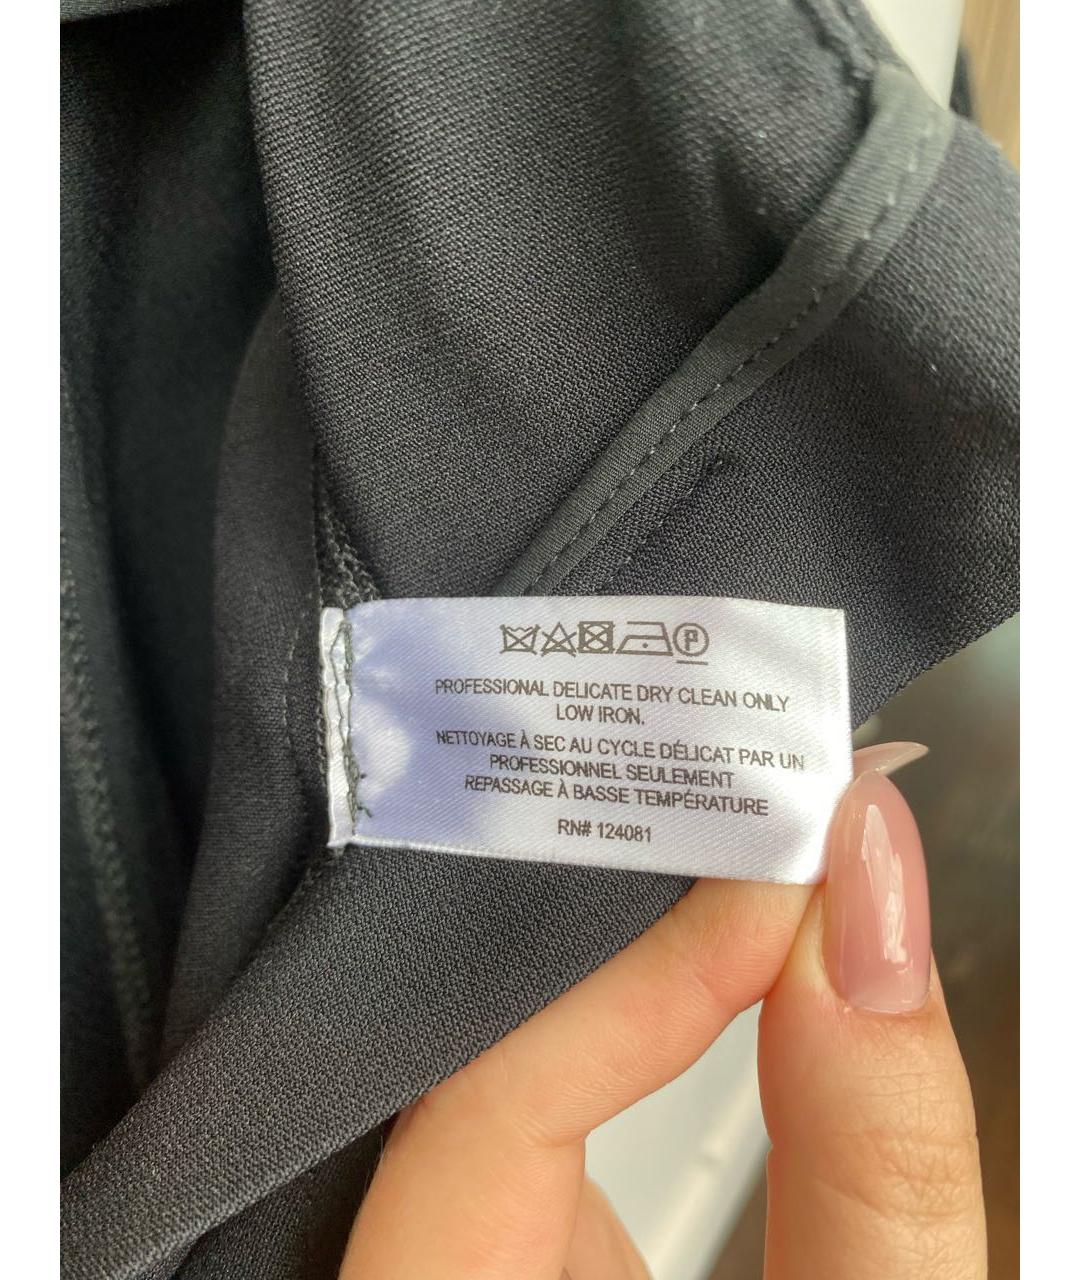 P
PROFESSIONAL DELICATE DRY CLEAN ONLY
LOW IRON.
NETTOYAGE À SEC AU CYCLE DÉLICAT PAR UN
PROFESSIONNEL SEULEMENT
REPASSAGE À BASSE TEMPÉRATURE
RN# 124081